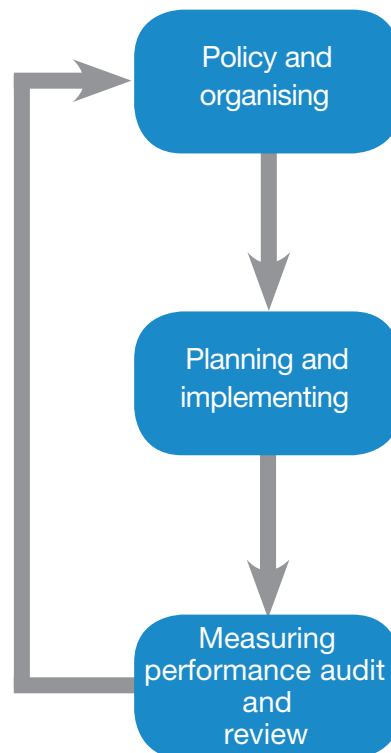 Policy and
organising
Planning and
implementing
Measuring
performance audit
and
review